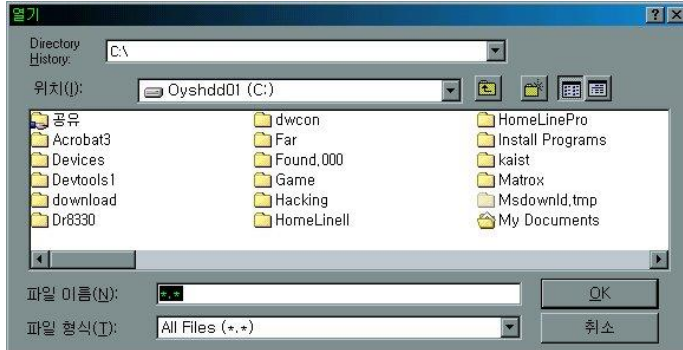 열기
Directory History: C:\
위치(I): Oyshdd01 (C:)
공유 dwcon HomeLinePro
Acrobat3 Far Install Programs
Devices Found,000 kaist
Devtools1 Game Matrox
download Hacking Msdownld,tmp
Dr8330 HomeLineII My Documents
파일 이름(N): *.* OK
파일 형식(T): All Files (*.*) 취소